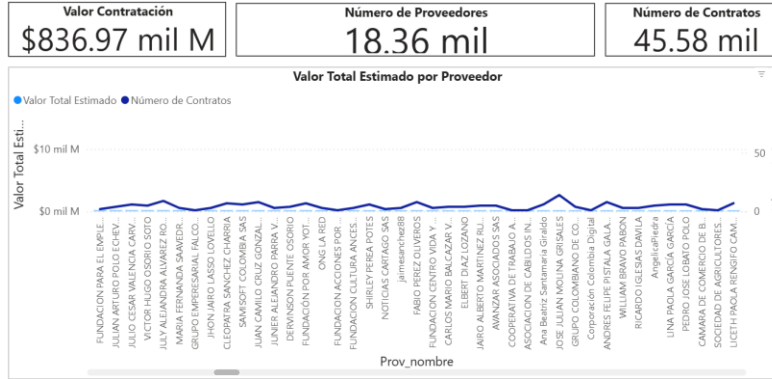 Valor Contratación
$836.97 mil M
Número de Proveedores
18.36 mil
Número de Contratos
45.58 mil
Valor Total Estimado por Proveedor
Valor Total Estimado
Número de Contratos
Valor Total Esti...
$10 mil M
$0 mil M
50
0
FUNDACION PARA EL EMPLE...
JULIAN ARTURO POLO ECHEV...
JULIO CESAR VALENCIA CARV...
VICTOR HUGO OSORIO SOTO
JULY ALEJANDRA ALVAREZ RO...
MARIA FERNANDA SAAVEDR...
GRUPO EMPRESARIAL FALCO...
JHON JAIRO LASSO LOVELLO
CLEOPATRA SANCHEZ CHARRIA
SAMISOFT COLOMBIA SAS
JUAN CAMILO CRUZ GONZAL...
JUNIER ALEJANDRO PARRA V...
DERVINSON PUENTE OSORIO
FUNDACIÓN POR AMOR YOT...
ONG LA RED
FUNDACION ACCIONES POR ...
FUNDACION CULTURA ANCES...
SHIRLEY PEREA POTES
NOTICIAS CARTAGO SAS
jaimesanchez88
FABIO PEREZ OLIVEROS
FUNDACION CENTRO VIDA Y ...
CARLOS MARIO BALCAZAR V...
ELBERT DIAZ LOZANO
JAIRO ALBERTO MARTINEZ RU...
AVANZAR ASOCIADOS SAS
COOPERATIVA DE TRABAJO A...
ASOCIACION DE CABILDOS IN...
Ana Beatriz Santamaria Giraldo
JOSE JULIAN MOLINA GRISALES
GRUPO COLOMBIANO DE CO...
Corporación Colombia Digital
ANDRES FELIPE PISTALA GALA...
WILLIAM BRAVO PABON
RICARDO IGLESIAS DAVILA
AngelicaPiedra
LINA PAOLA GARCÍA GARCÍA
PEDRO JOSE LOBATO POLO
CAMARA DE COMERCIO DE B...
SOCIEDAD DE AGRICULTORES...
LICETH PAOLA RENGIFO CAM...
Prov_nombre